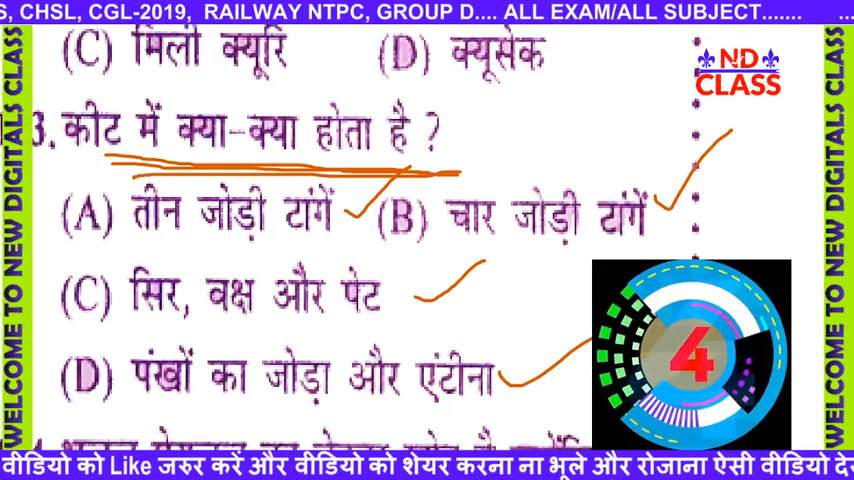 S, CHSL, CGL-2019, RAILWAY NTPC, GROUP D.... ALL EXAM/ALL SUBJECT.......
(C) मिली क्यूरि (D) क्यूसेक
ND
CLASS
3. कीट में क्या-क्या होता है ?
(A) तीन जोड़ी टांगें (B) चार जोड़ी टांगें
(C) सिर, वक्ष और पेट
(D) पंखों का जोड़ा और एंटीना
4
WELCOME TO NEW DIGITALS CLASS
WELCOME TO NEW DIGITALS CLASS
वीडियो को Like जरुर करें और वीडियो को शेयर करना ना भूले और रोजाना ऐसी वीडियो